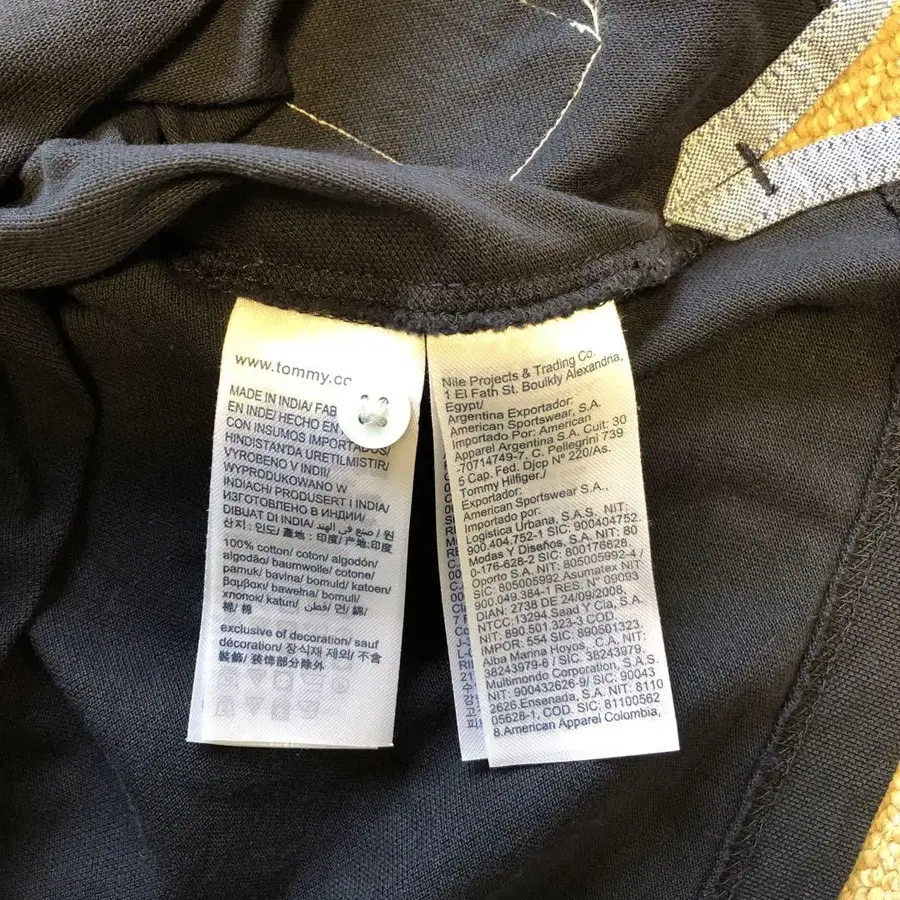 www.tommy.co
MADE IN INDIA/ FAB
EN INDE/ HECHO EN
CON INSUMOS IMPORTADOS/
HINDISTAN'DA URETILMISTIR/
VYROBENO V INDII/
WYPRODUKOWANO W
INDIACH/ PRODUSERT I INDIA/
ИЗГОТОВЛЕНО В ИНДИИ/
DIBUAT DI INDIA/ صنع في الهند / 원
산지 : 인도/ 產地 : 印度/ 产地:印度
100% cotton/ coton/ algodón/
algodão/ baumwolle/ cotone/
pamuk/ bavlna/ bomuld/ katoen/
βαμβακι/ bawełna/ bomull/
хлопок/ katun/ قطن/ 면/ 綿/
棉/ 棉
exclusive of decoration/ sauf
décoration/ 장식재 제외/ 不含
裝飾/ 装饰部分除外
Nile Projects & Trading Co.
1 El Fath St. Boulkly Alexandria,
Egypt/
Argentina Exportador:
American Sportswear, S.A.
Importado Por: American
Apparel Argentina S.A. Cuit: 30
-70714749-7, C. Pellegrini 739
5 Cap. Fed. Djcp N° 220/As.
Tommy Hilfiger./
Exportador:
American Sportswear S.A.,
Importado por:
Logistica Urbana, S.A.S. NIT:
900.404.752-1 SIC: 900404752.
Modas Y Diseños, S.A. NIT: 80
0-176-628-2 SIC: 800176628.
Oporto S.A. NIT: 805005992-4 /
SIC: 805005992.Asumatex NIT:
900.049.384-1 RES. N° 09093
DIAN: 2738 DE 24/09/2008,
NTCC:13294.Saad Y Cia, S.A.
NIT: 890.501.323-3 COD.
IMPOR: 554 SIC: 890501323.
Alba Marina Hoyos, C.A. NIT:
38243979-6 / SIC: 38243979.
Multimondo Corporation, S.A.S.
NIT: 900432626-9/ SIC: 90043
2626.Ensenada, S.A. NIT: 8110
05628-1, COD. SIC: 81100562
8.American Apparel Colombia,